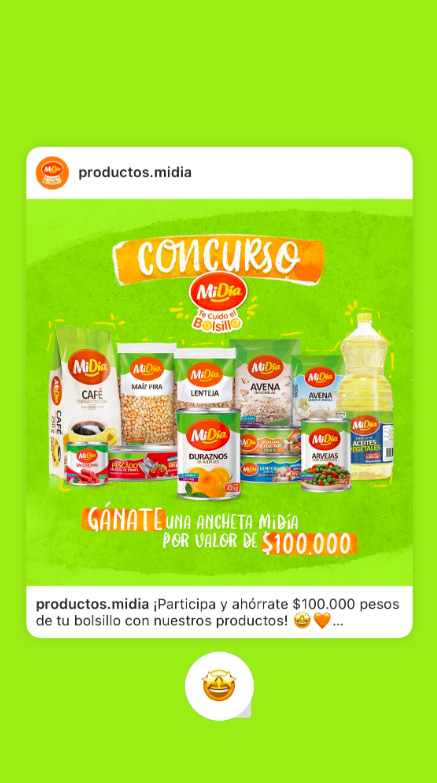 productos.midia
CONCURSO
MiDía
Te Cuida el
Bolsillo
MiDía
CAFÉ
MiDía
MAÍZ PIRA
MiDía
LENTEJA
MiDía
AVENA
AVENA
MiDía
ACEITES
VEGETALES
MiDía
DURAZNOS
MiDía
ARVEJAS
SALCHICHAS
PESCADO
GÁNATE UNA ANCHETA MiDÍA
POR VALOR DE $100.000
productos.midia ¡Participa y ahórrate $100.000 pesos
de tu bolsillo con nuestros productos! 🤩🧡...